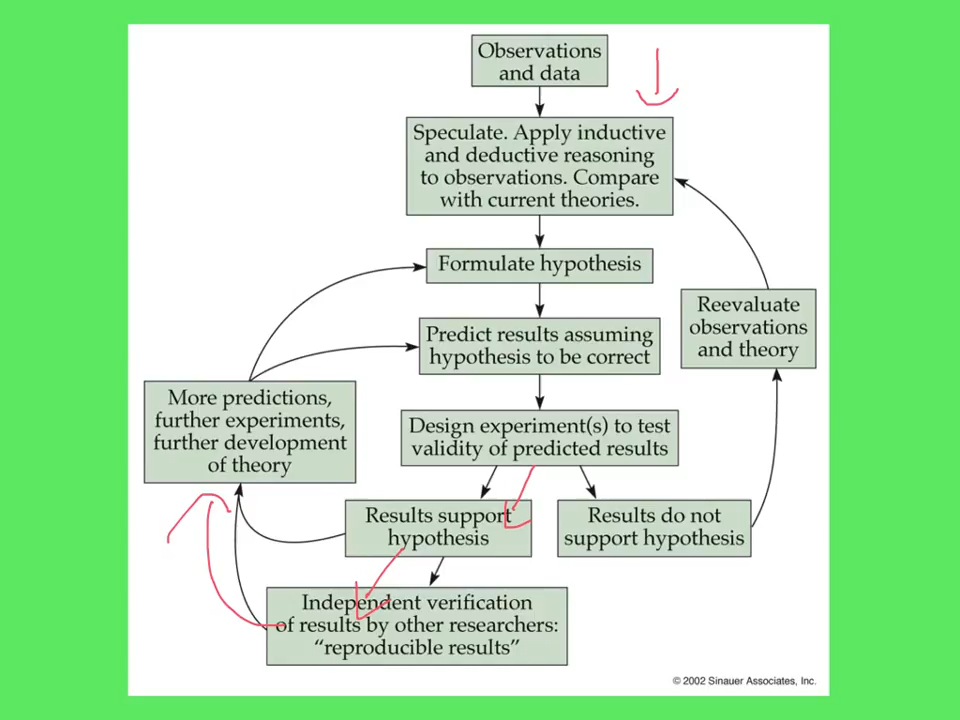 Observations
and data
Speculate. Apply inductive
and deductive reasoning
to observations. Compare
with current theories.
Formulate hypothesis
Reevaluate
observations
and theory
Predict results assuming
hypothesis to be correct
More predictions,
further experiments,
further development
of theory
Design experiment(s) to test
validity of predicted results
Results support
hypothesis
Results do not
support hypothesis
Independent verification
of results by other researchers:
“reproducible results”
© 2002 Sinauer Associates, Inc.